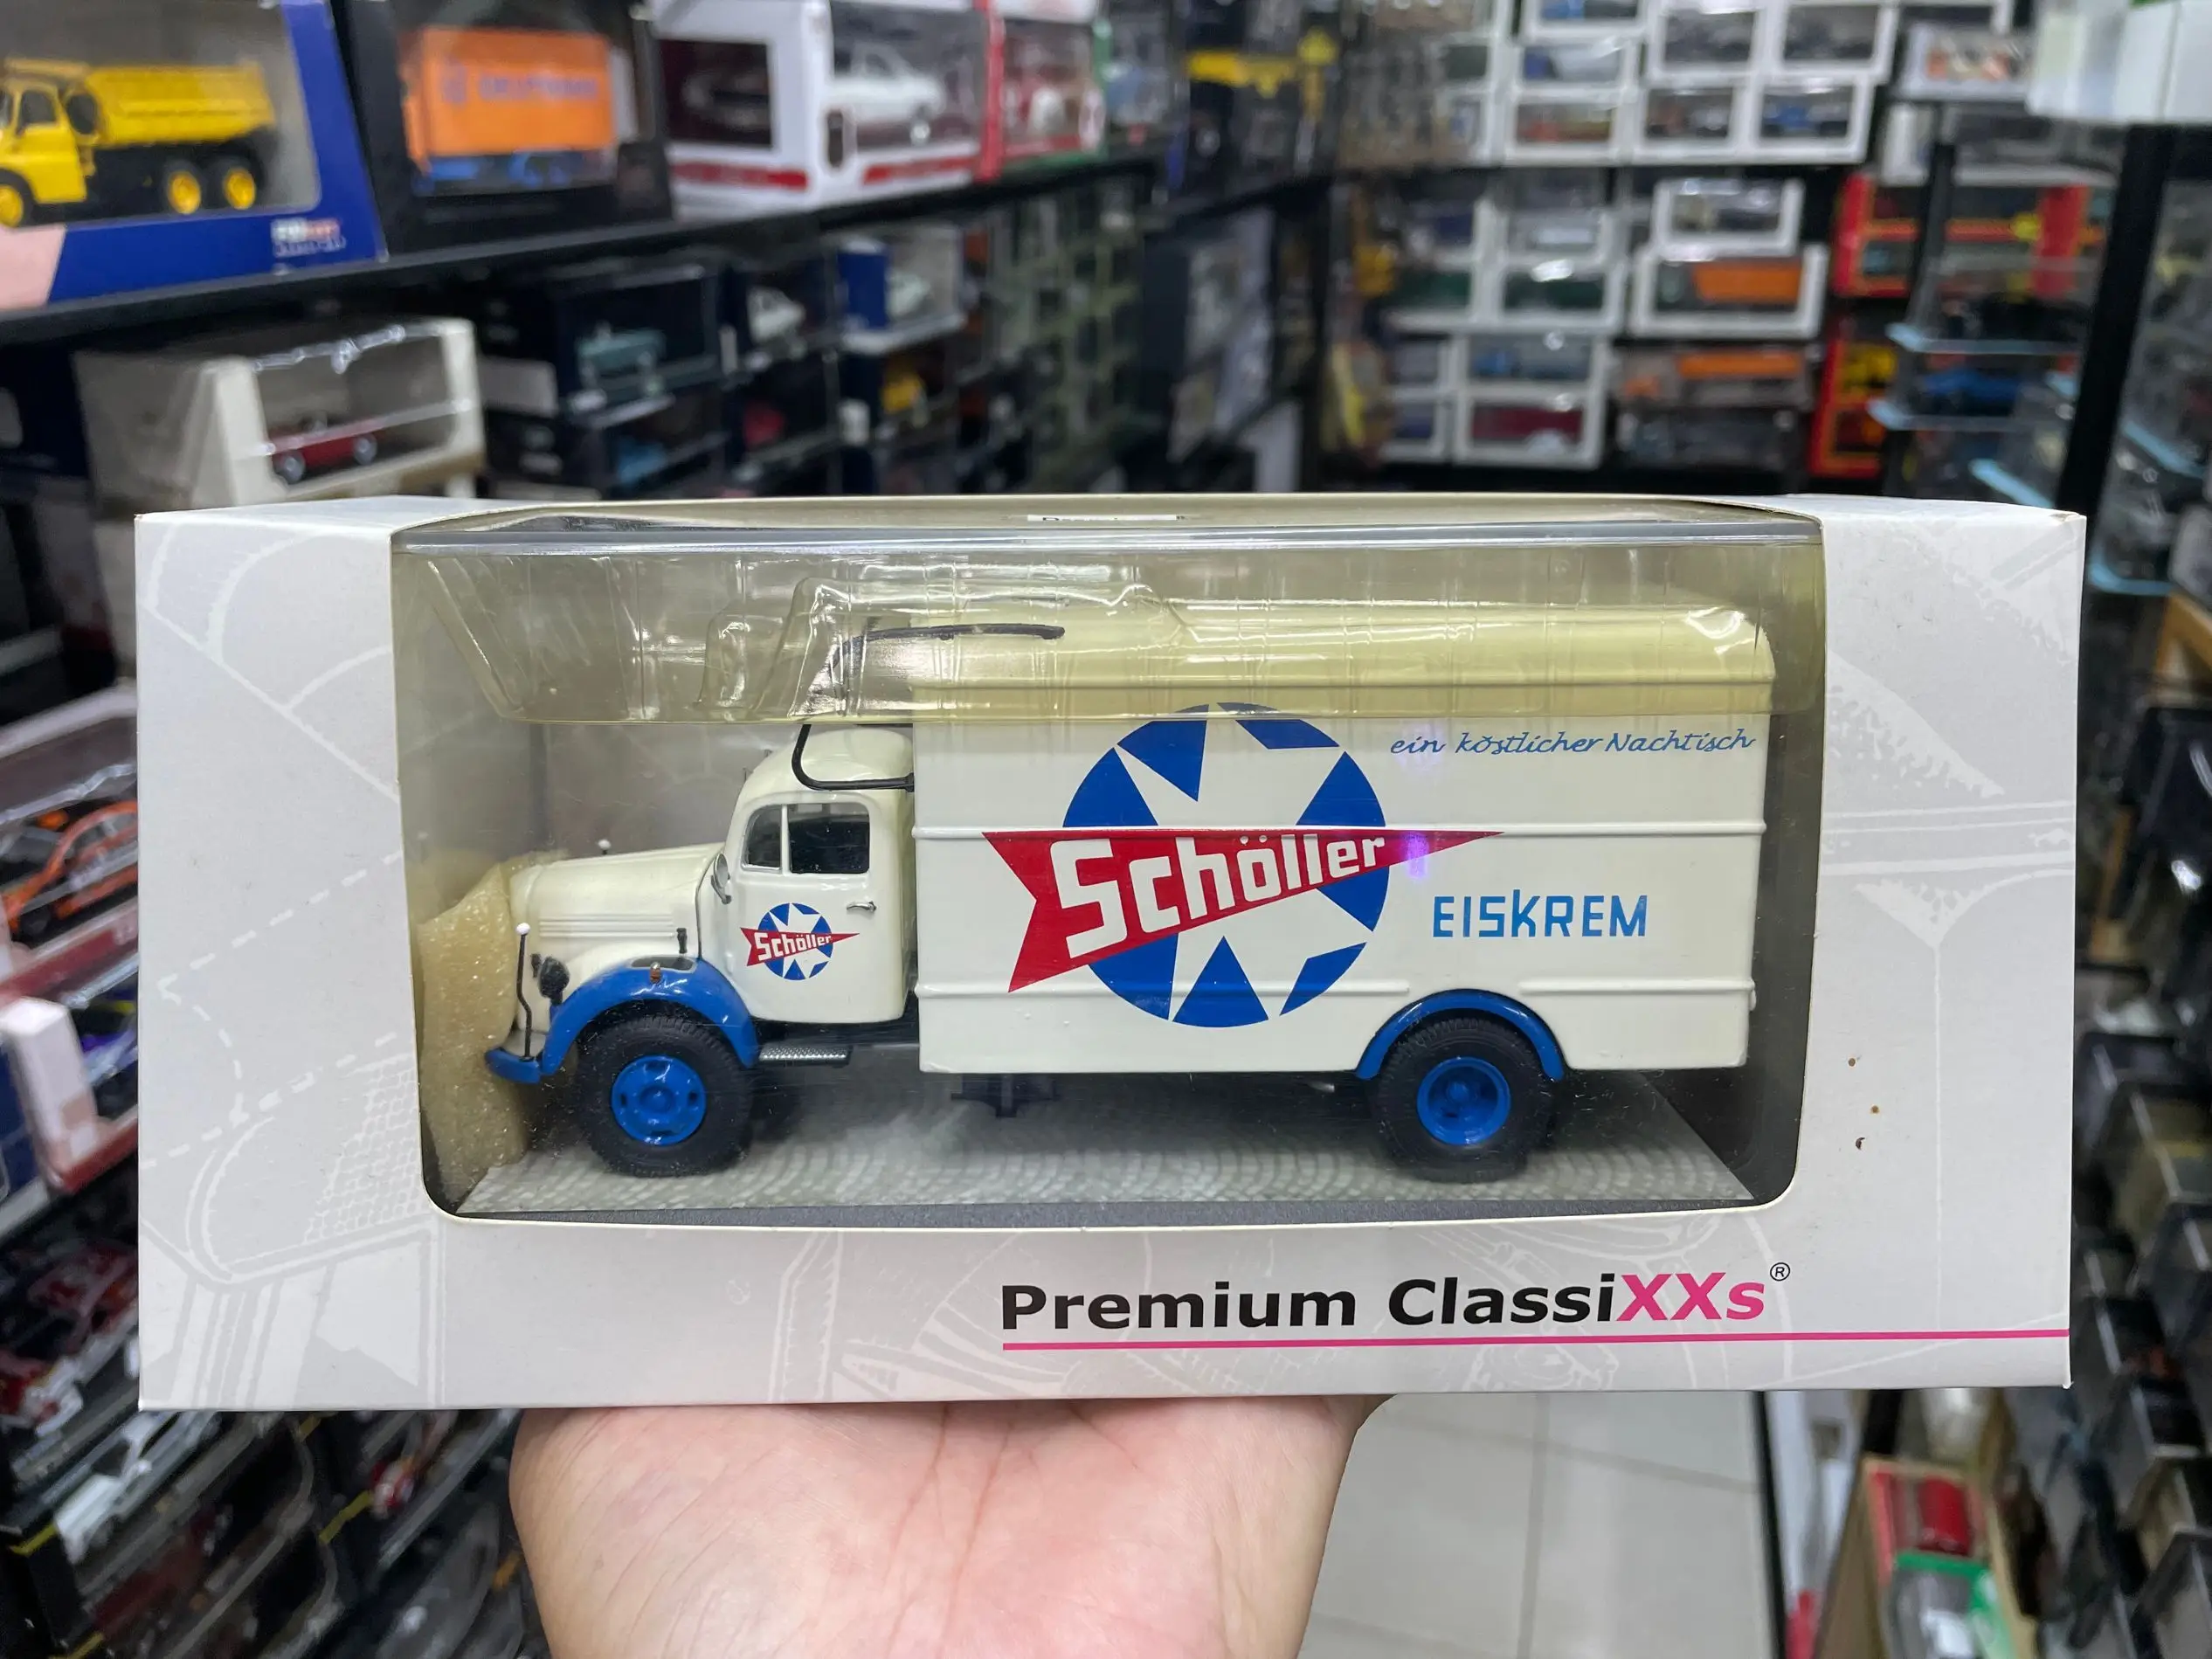 ein köstlicher Nachtisch
Schöller
EISKREM
Schöller
Premium ClassiXXs®